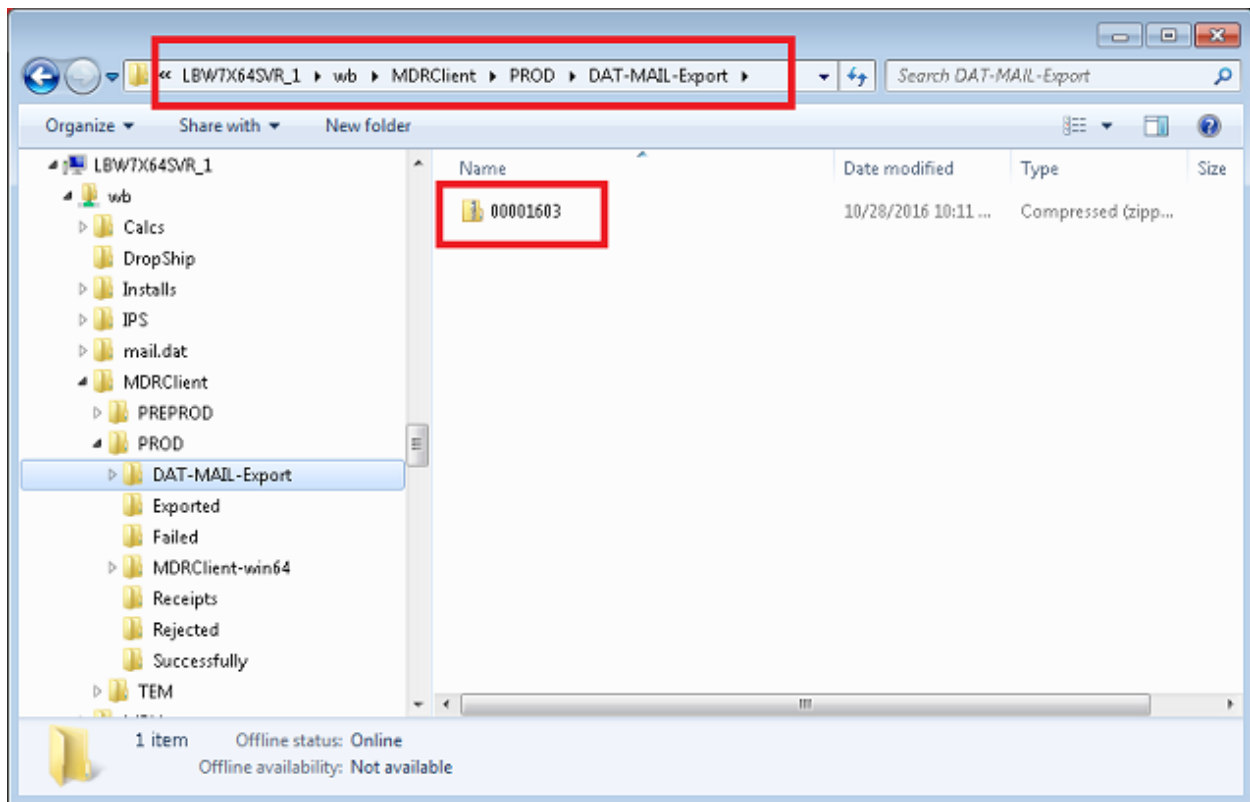 « LBW7X64SVR_1 ▸ wb ▸ MDRClient ▸ PROD ▸ DAT-MAIL-Export ▸ Search DAT-MAIL-Export
Organize Share with New folder
LBW7X64SVR_1
wb
Calcs
DropShip
Installs
IPS
mail.dat
MDRClient
PREPROD
PROD
DAT-MAIL-Export
Exported
Failed
MDRClient-win64
Receipts
Rejected
Successfully
TEM
Name Date modified Type Size
00001603 10/28/2016 10:11 ... Compressed (zipp...
1 item Offline status: Online
Offline availability: Not available